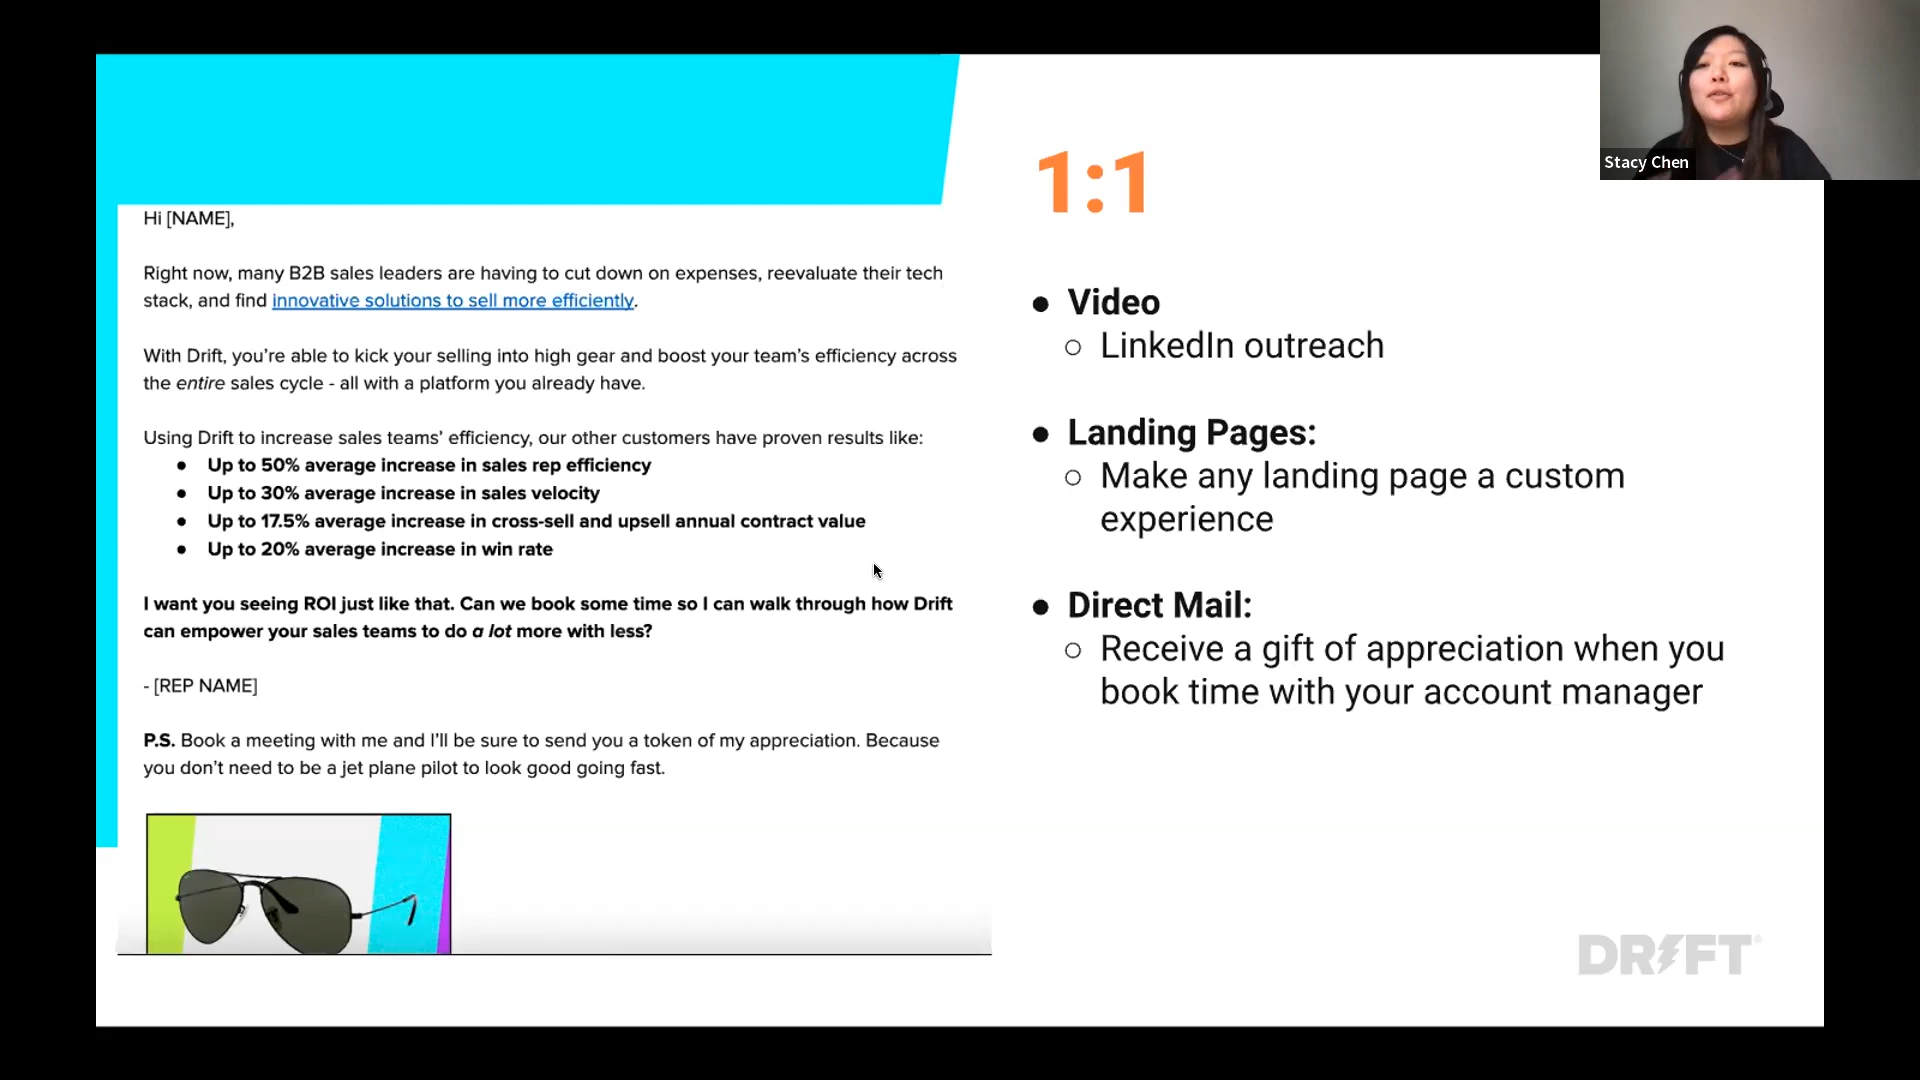 Hi [NAME],
Right now, many B2B sales leaders are having to cut down on expenses, reevaluate their tech
stack, and find innovative solutions to sell more efficiently.
With Drift, you’re able to kick your selling into high gear and boost your team’s efficiency across
the entire sales cycle - all with a platform you already have.
Using Drift to increase sales teams’ efficiency, our other customers have proven results like:
● Up to 50% average increase in sales rep efficiency
● Up to 30% average increase in sales velocity
● Up to 17.5% average increase in cross-sell and upsell annual contract value
● Up to 20% average increase in win rate
I want you seeing ROI just like that. Can we book some time so I can walk through how Drift
can empower your sales teams to do a lot more with less?
- [REP NAME]
P.S. Book a meeting with me and I’ll be sure to send you a token of my appreciation. Because
you don’t need to be a jet plane pilot to look good going fast.
1:1
● Video
○ LinkedIn outreach
● Landing Pages:
○ Make any landing page a custom
experience
● Direct Mail:
○ Receive a gift of appreciation when you
book time with your account manager
DRIFT®
Stacy Chen